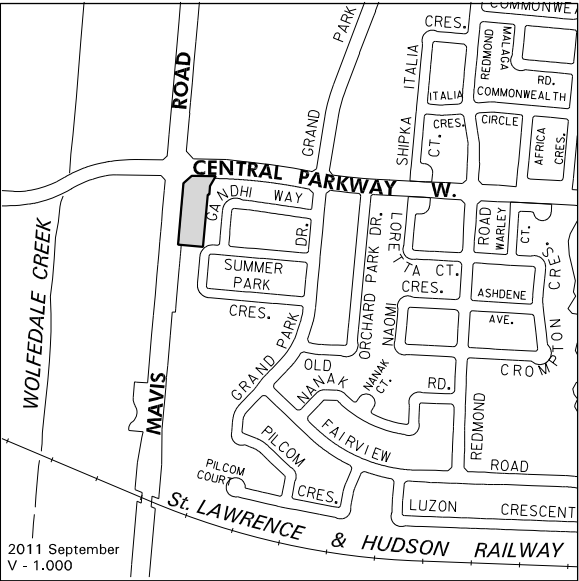 COMMONWE
CRES.
PARK
ROAD
GRAND
SHIPKA
ITALIA
ITALIA
CRES.
CT.
REDMOND
MALAGA
RD.
COMMONWEALTH
CIRCLE
AFRICA
CRES.
CENTRAL PARKWAY W.
GANDHI WAY
DR.
SUMMER
PARK
CRES.
GRAND PARK
ORCHARD PARK DR.
LORETTA CT.
CRES.
NAOMI
ROAD
WARLEY
CT.
ASHDENE
AVE.
CROMPTON CRES.
WOLFEDALE CREEK
MAVIS
OLD
NANAK
NANAK
CT.
RD.
FAIRVIEW
REDMOND
ROAD
PILCOM
CRES.
PILCOM
COURT
LUZON CRESCENT
St. LAWRENCE & HUDSON RAILWAY
2011 September
V - 1.000